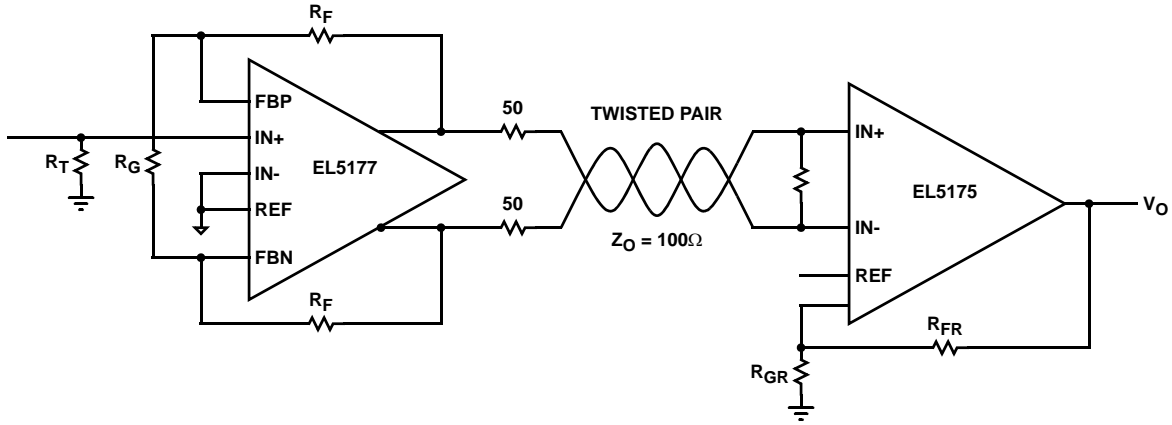 R_F
FBP
IN+
R_T
R_G
IN-
EL5177
REF
FBN
R_F
50
50
TWISTED PAIR
Z_O = 100Ω
IN+
EL5175
IN-
REF
V_O
R_FR
R_GR